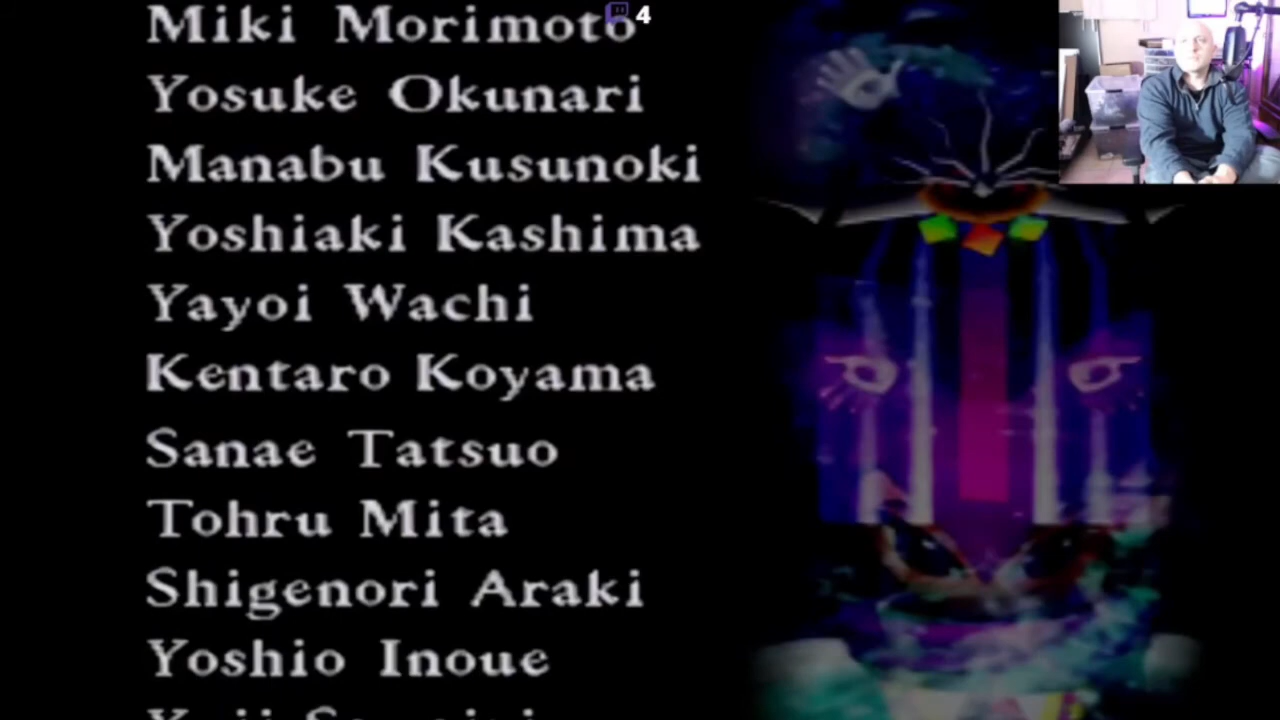 Miki Morimoto
4
Yosuke Okunari
Manabu Kusunoki
Yoshiaki Kashima
Yayoi Wachi
Kentaro Koyama
Sanae Tatsuo
Tohru Mita
Shigenori Araki
Yoshio Inoue